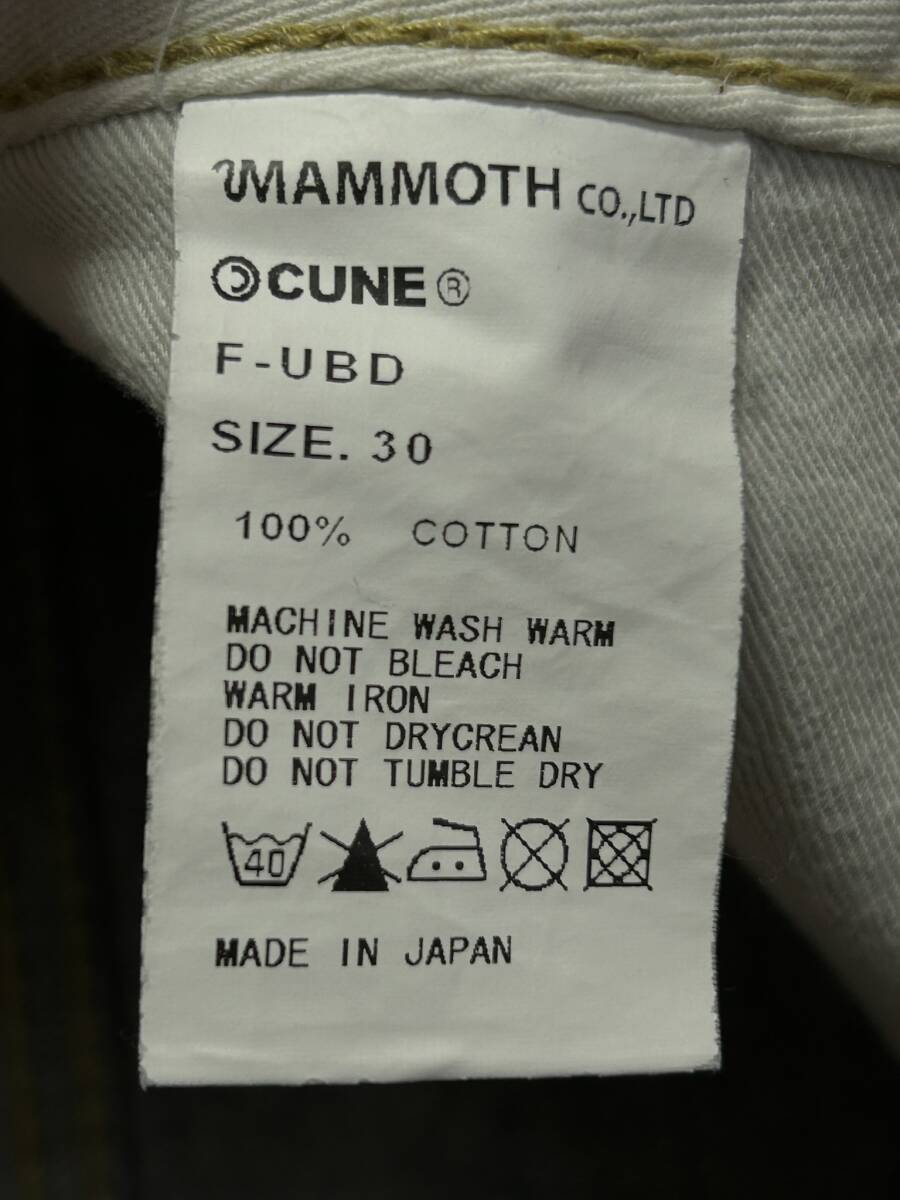 MAMMOTH CO.,LTD
CUNE®
F-UBD
SIZE. 30
100% COTTON
MACHINE WASH WARM
DO NOT BLEACH
WARM IRON
DO NOT DRYCREAN
DO NOT TUMBLE DRY
40
MADE IN JAPAN